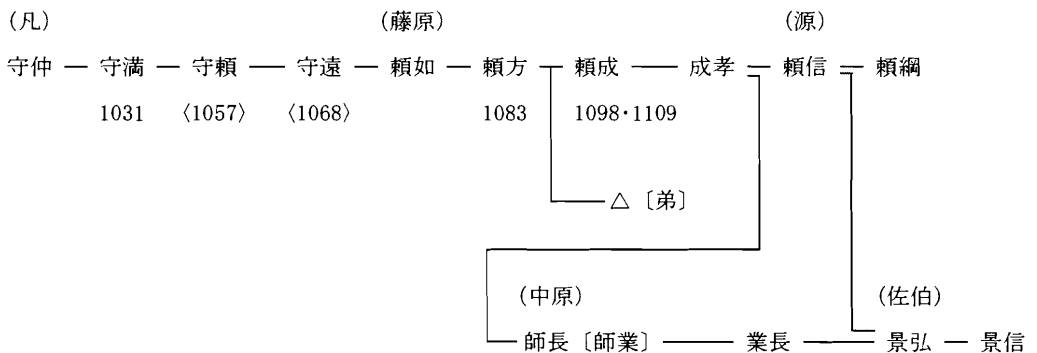 （凡） （藤原） （源）
守仲 — 守満 — 守頼 — 守遠 — 頼如 — 頼方 — 頼成 — 成孝 — 頼信 — 頼綱
1031 〈1057〉 〈1068〉 1083 1098･1109
△〔弟〕
（中原） （佐伯）
師長〔師業〕 — 業長 — 景弘 — 景信